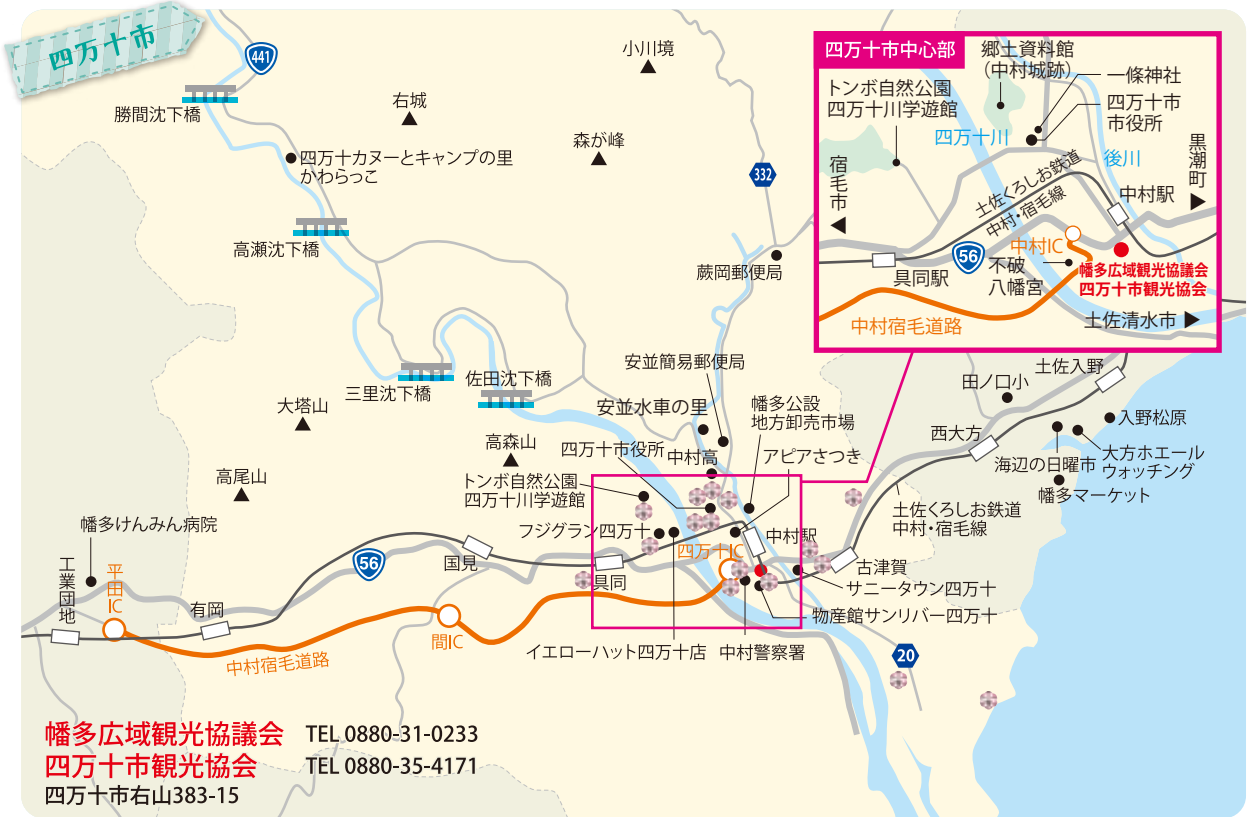 四万十市
441
勝間沈下橋
右城
小川境
森が峰
四万十カヌーとキャンプの里
かわらっこ
332
高瀬沈下橋
蕨岡郵便局
四万十市中心部
郷土資料館
（中村城跡）
一條神社
四万十市
市役所
トンボ自然公園
四万十川学遊館
四万十川
後川
宿毛市
黒潮町
土佐くろしお鉄道
中村・宿毛線
中村駅
中村IC
56
具同駅
不破
八幡宮
幡多広域観光協議会
四万十市観光協会
中村宿毛道路
土佐清水市
三里沈下橋
佐田沈下橋
安並簡易郵便局
安並水車の里
幡多公設
地方卸売市場
土佐入野
田ノ口小
入野松原
大塔山
高森山
四万十市役所
中村高
アピアさつき
西大方
海辺の日曜市
大方ホエール
ウォッチング
幡多マーケット
高尾山
トンボ自然公園
四万十川学遊館
土佐くろしお鉄道
中村・宿毛線
幡多けんみん病院
フジグラン四万十
中村駅
四万十IC
工業団地
平田IC
56
国見
具同
古津賀
サニータウン四万十
有岡
間IC
物産館サンリバー四万十
中村宿毛道路
イエローハット四万十店
中村警察署
20
幡多広域観光協議会 TEL 0880-31-0233
四万十市観光協会 TEL 0880-35-4171
四万十市右山383-15